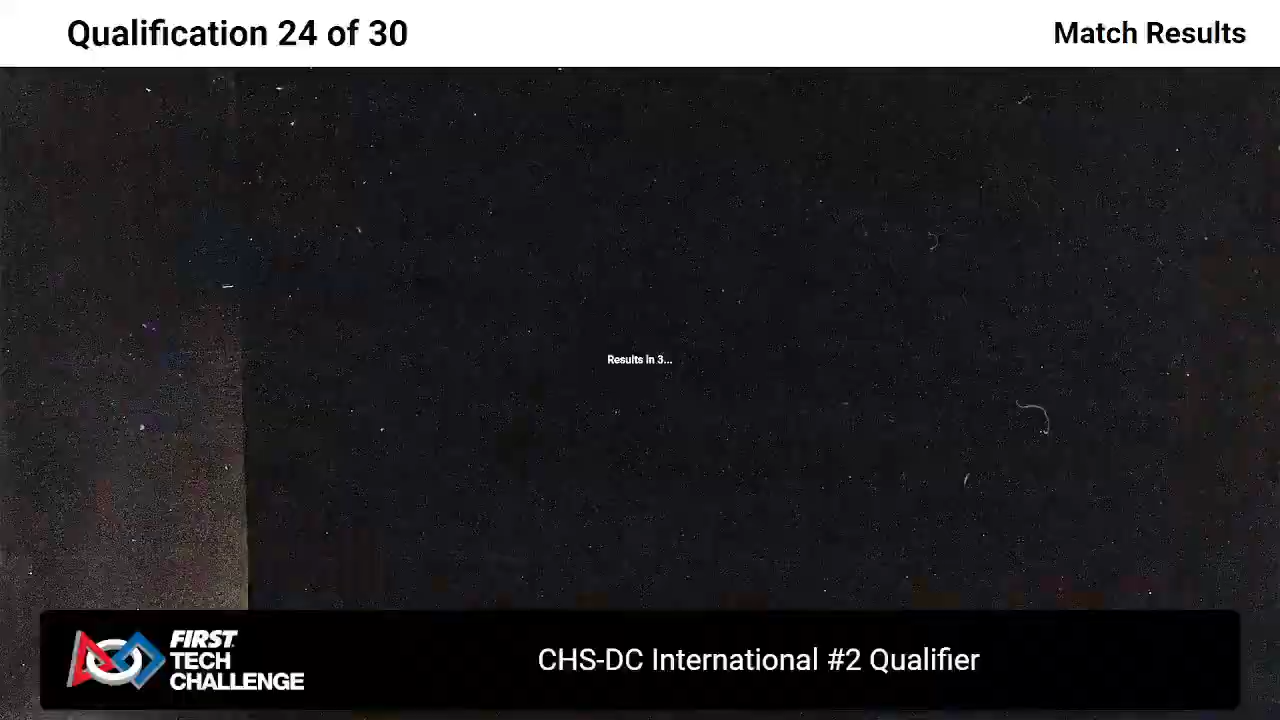 Qualification 24 of 30
Match Results
Results in 3...
FIRST
TECH
CHALLENGE
CHS-DC International #2 Qualifier